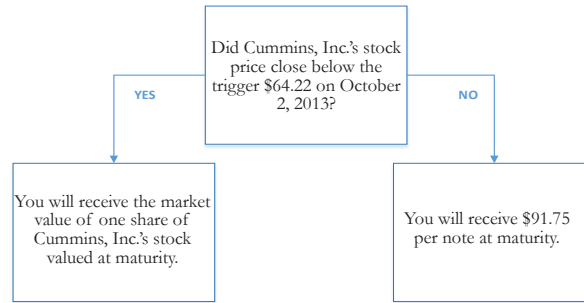 Did Cummins, Inc.'s stock
price close below the
trigger $64.22 on October
2, 2013?
YES
NO
You will receive the market
value of one share of
Cummins, Inc.'s stock
valued at maturity.
You will receive $91.75
per note at maturity.